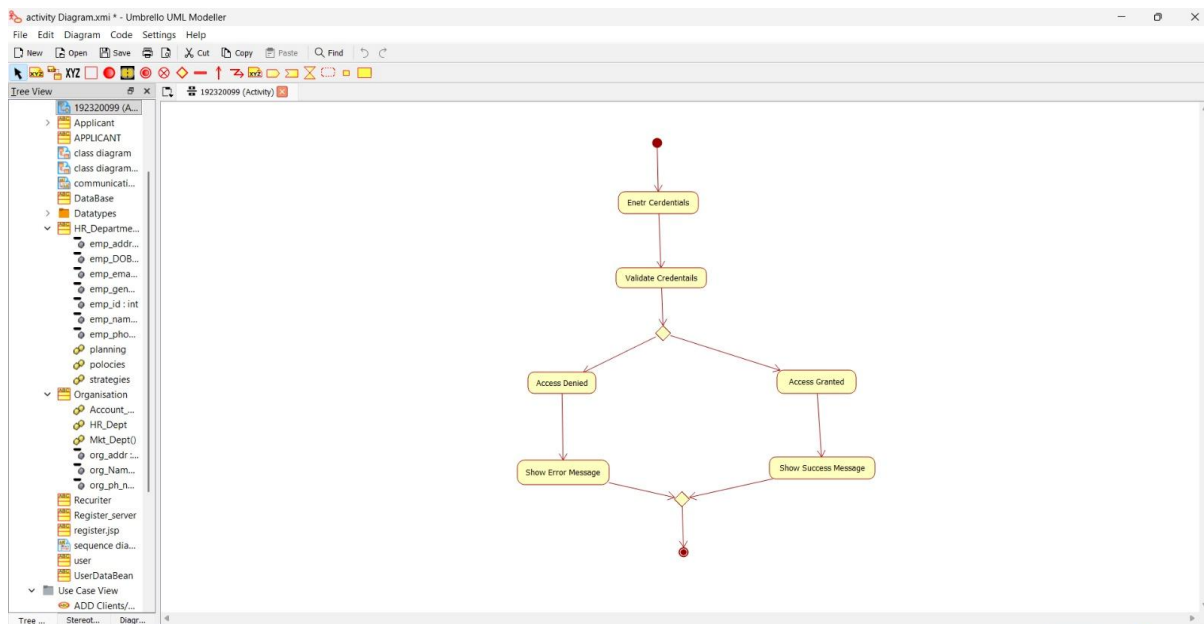 activity Diagram.xmi * - Umbrello UML Modeller
File Edit Diagram Code Settings Help
New Open Save Cut Copy Paste Find
XYZ XYZ XYZ
Tree View
192320099 (Activity)
192320099 (A...
Applicant
APPLICANT
class diagram
class diagram...
communicati...
DataBase
Datatypes
HR_Departme...
emp_addr...
emp_DOB...
emp_ema...
emp_gen...
emp_id : int
emp_nam...
emp_pho...
planning
polocies
strategies
Organisation
Account_...
HR_Dept
Mkt_Dept()
org_addr :...
org_Nam...
org_ph_n...
Recuriter
Register_server
register.jsp
sequence dia...
user
UserDataBean
Use Case View
ADD Clients/...
Tree ... Stereot... Diagr...
Enetr Cerdentials
Validate Credentails
Access Denied
Access Granted
Show Error Message
Show Success Message